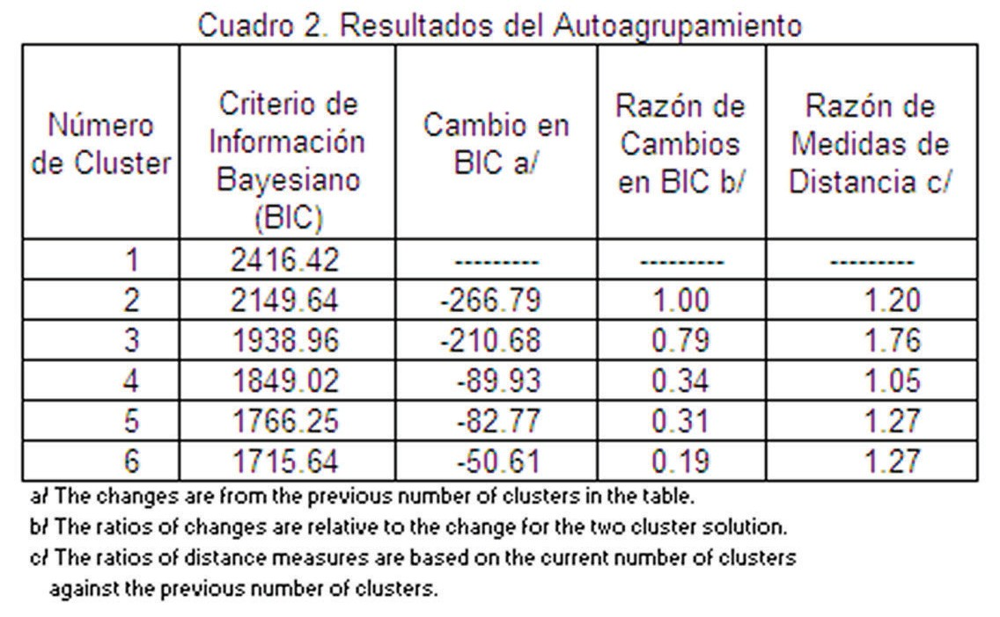 Cuadro 2. Resultados del Autoagrupamiento
Número de Cluster | Criterio de Información Bayesiano (BIC) | Cambio en BIC a/ | Razón de Cambios en BIC b/ | Razón de Medidas de Distancia c/
1 | 2416.42 | --------- | --------- | ---------
2 | 2149.64 | -266.79 | 1.00 | 1.20
3 | 1938.96 | -210.68 | 0.79 | 1.76
4 | 1849.02 | -89.93 | 0.34 | 1.05
5 | 1766.25 | -82.77 | 0.31 | 1.27
6 | 1715.64 | -50.61 | 0.19 | 1.27
a/ The changes are from the previous number of clusters in the table.
b/ The ratios of changes are relative to the change for the two cluster solution.
c/ The ratios of distance measures are based on the current number of clusters
against the previous number of clusters.